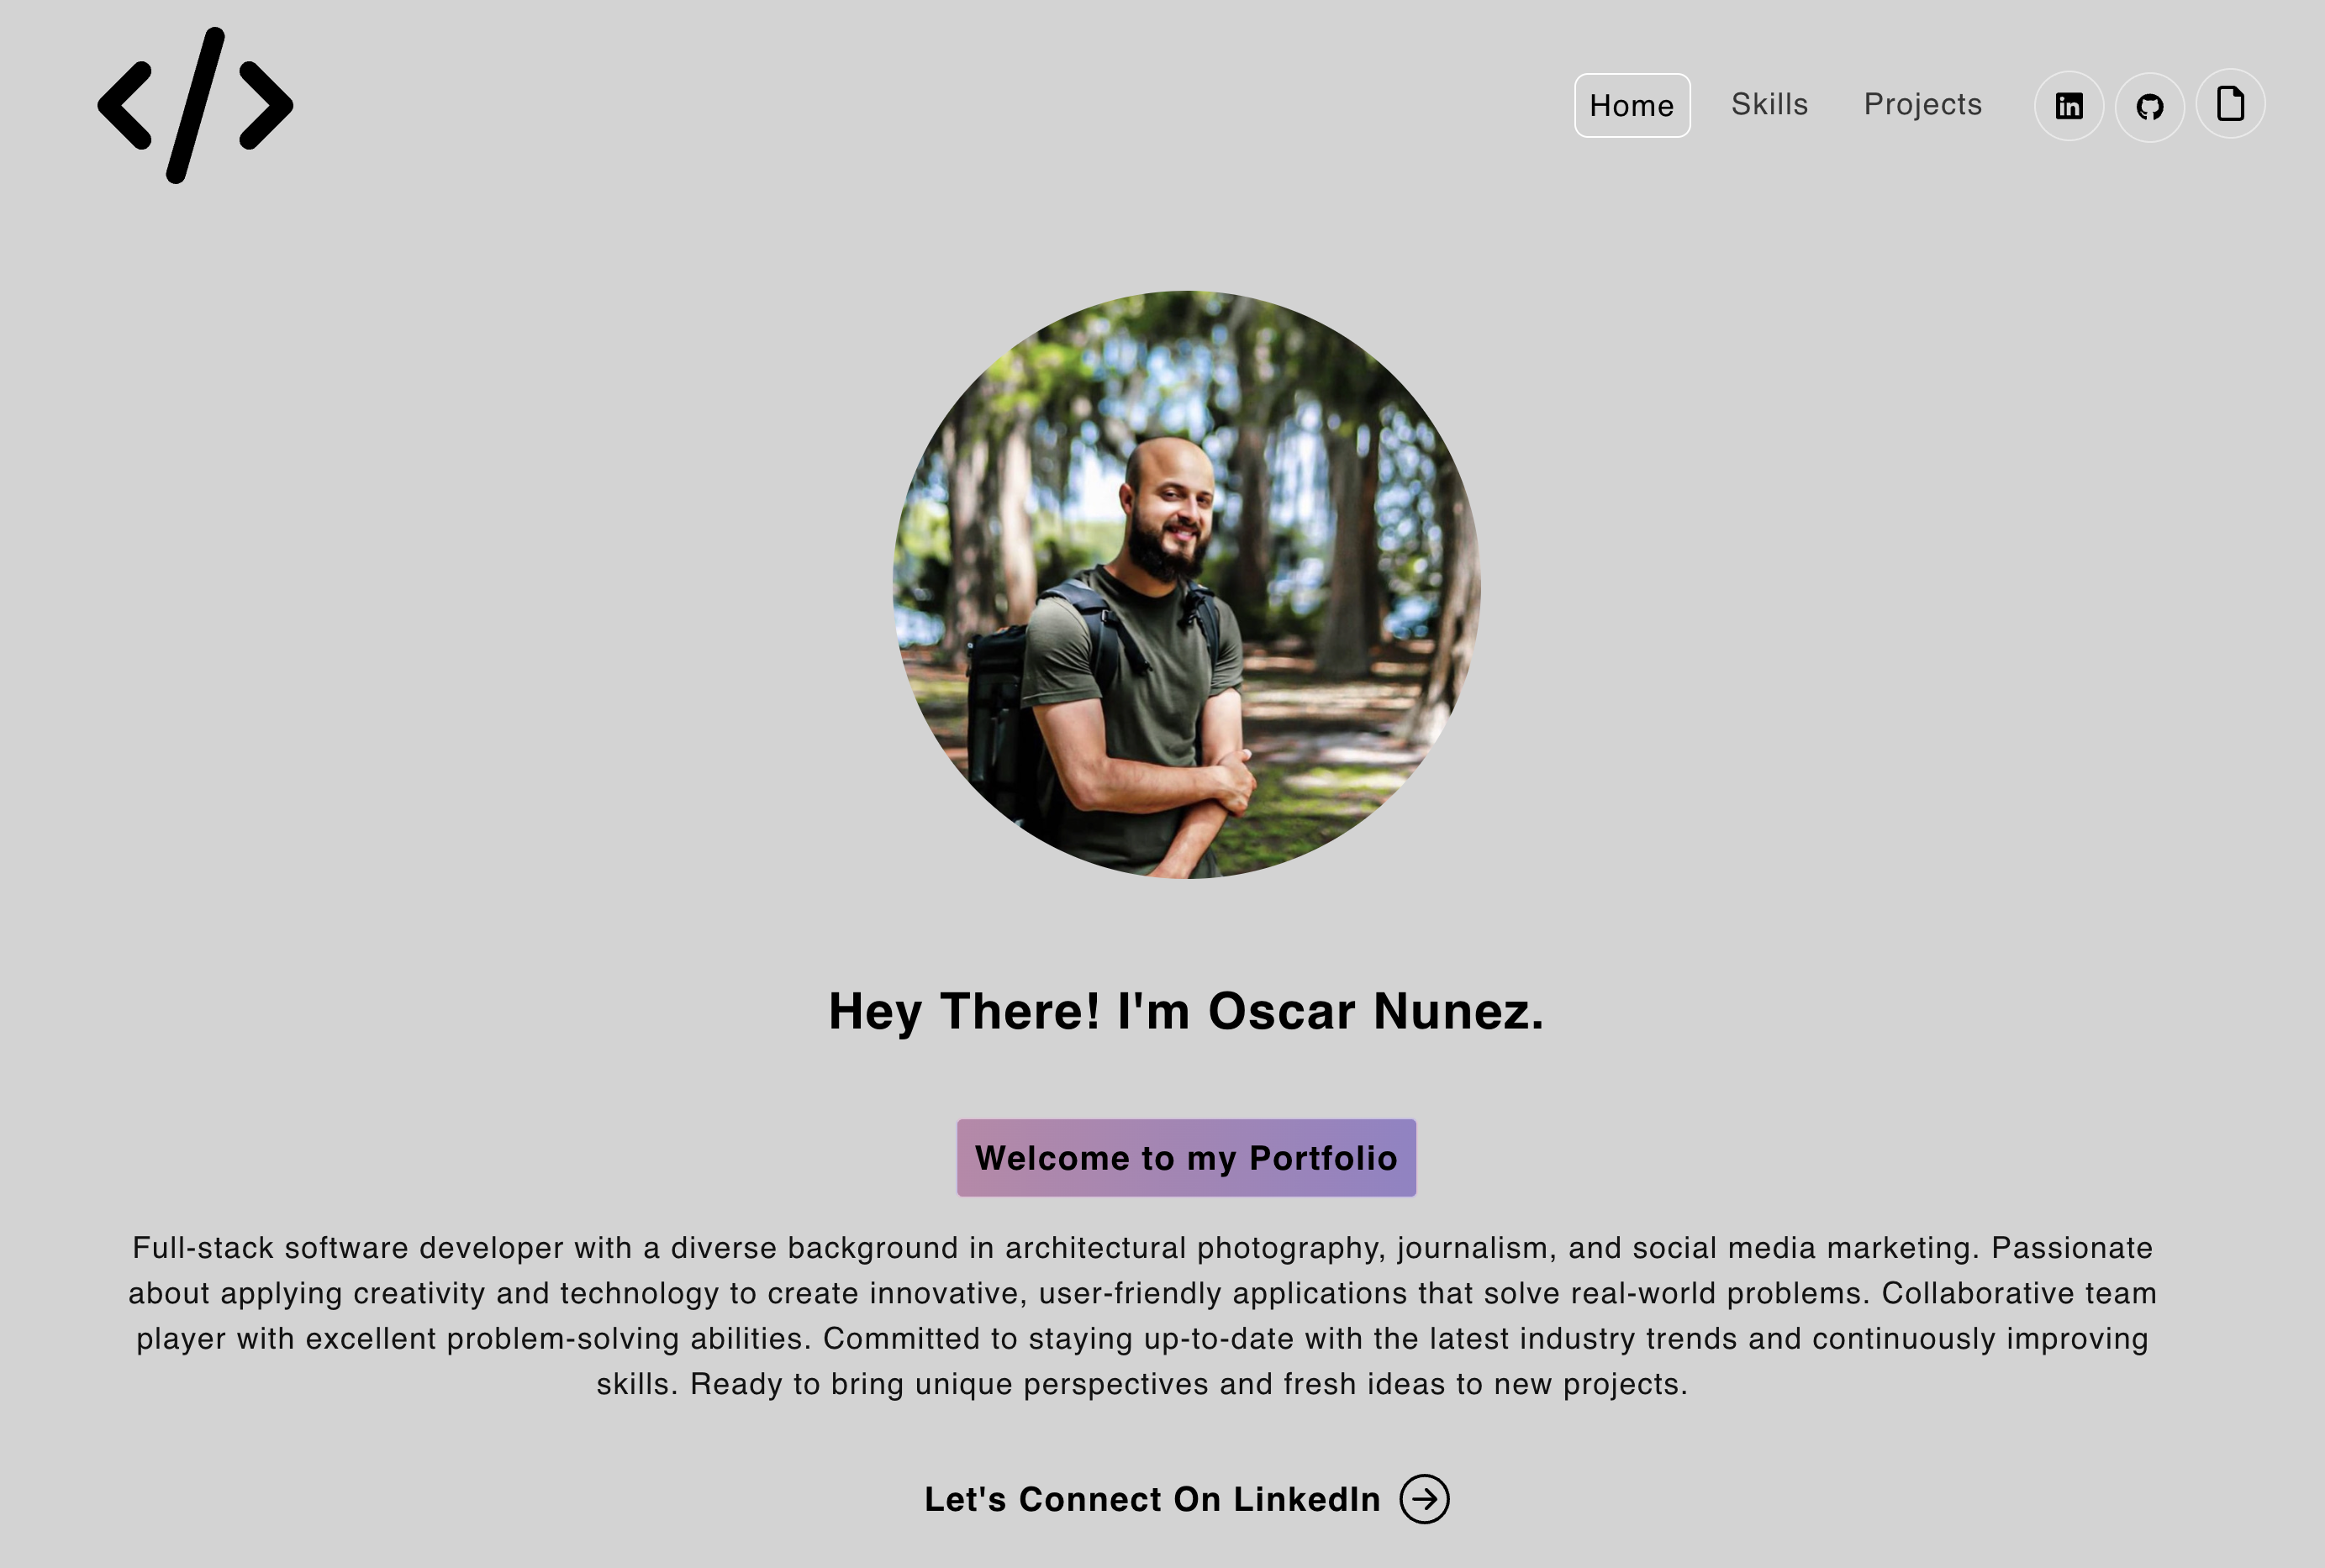 </>
Home Skills Projects
Hey There! I'm Oscar Nunez.
Welcome to my Portfolio
Full-stack software developer with a diverse background in architectural photography, journalism, and social media marketing. Passionate
about applying creativity and technology to create innovative, user-friendly applications that solve real-world problems. Collaborative team
player with excellent problem-solving abilities. Committed to staying up-to-date with the latest industry trends and continuously improving
skills. Ready to bring unique perspectives and fresh ideas to new projects.
Let's Connect On LinkedIn